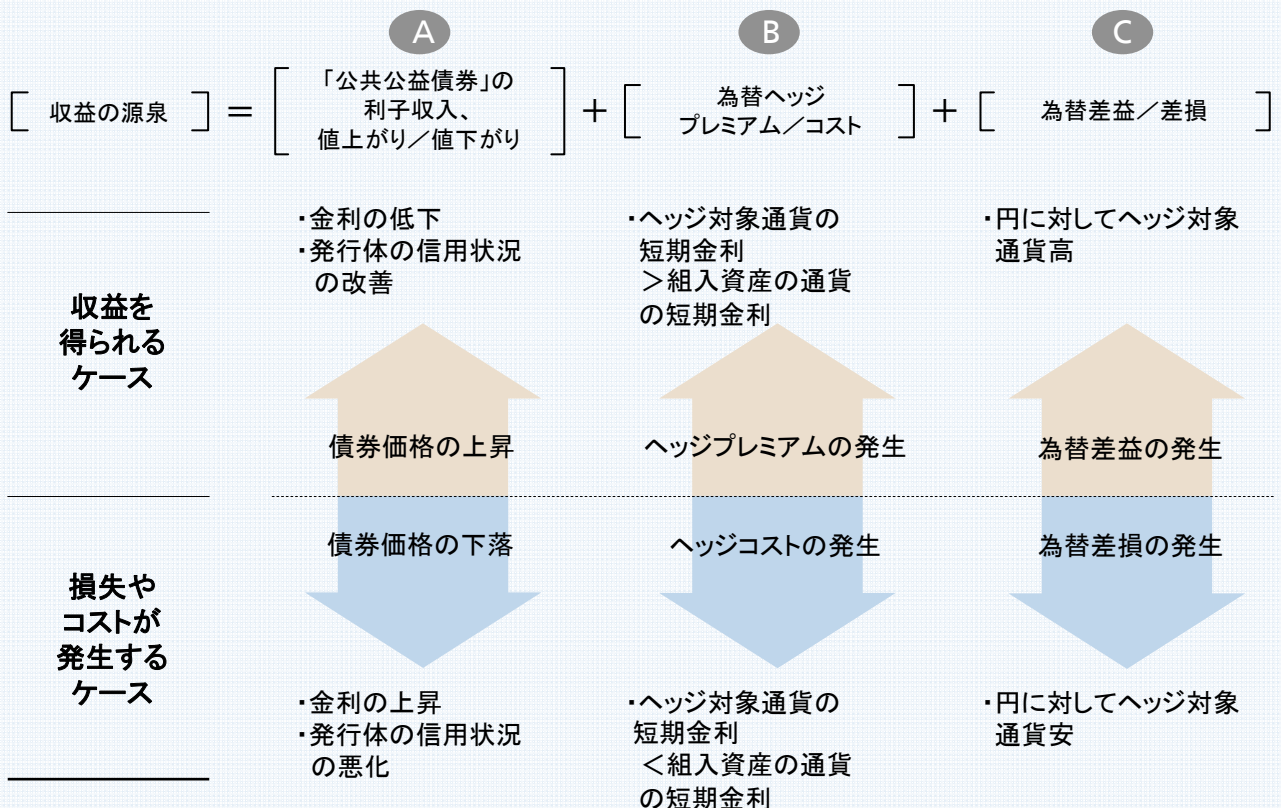 A
B
C
収益の源泉
＝
「公共公益債券」の
利子収入、
値上がり／値下がり
＋
為替ヘッジ
プレミアム／コスト
＋
為替差益／差損
収益を
得られる
ケース
・金利の低下
・発行体の信用状況
の改善
・ヘッジ対象通貨の
短期金利
＞組入資産の通貨
の短期金利
・円に対してヘッジ対象
通貨高
債券価格の上昇
ヘッジプレミアムの発生
為替差益の発生
債券価格の下落
ヘッジコストの発生
為替差損の発生
損失や
コストが
発生する
ケース
・金利の上昇
・発行体の信用状況
の悪化
・ヘッジ対象通貨の
短期金利
＜組入資産の通貨
の短期金利
・円に対してヘッジ対象
通貨安